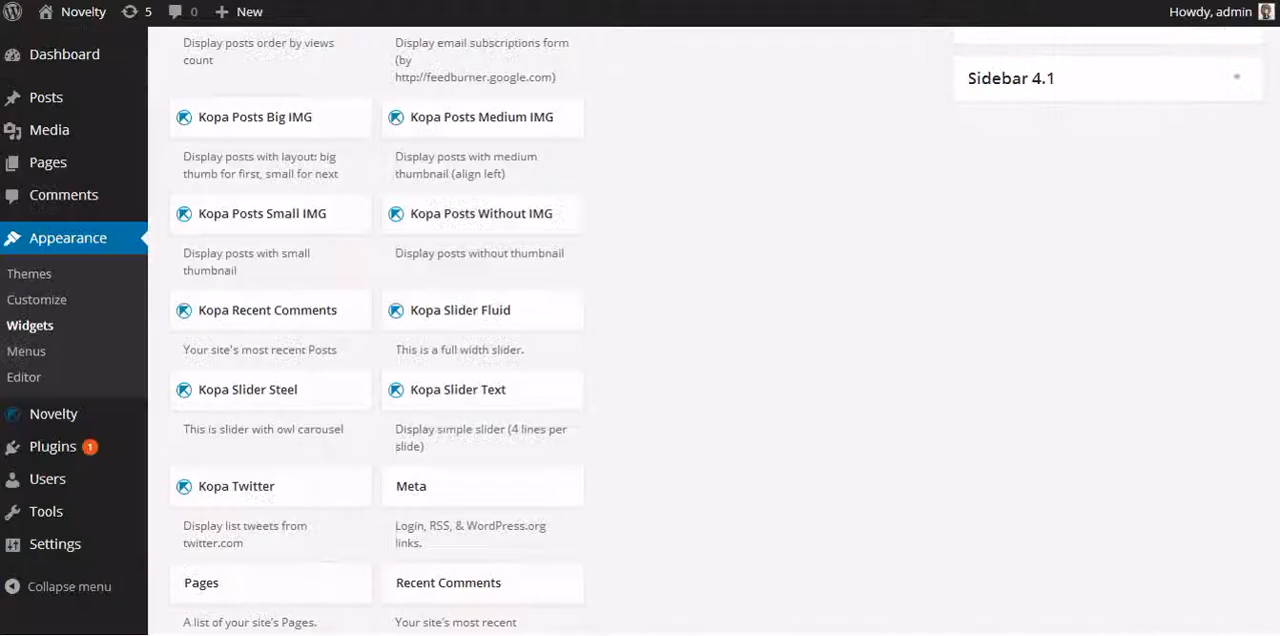 Novelty
5
0
New
Howdy, admin
Dashboard
Posts
Media
Pages
Comments
Appearance
Themes
Customize
Widgets
Menus
Editor
Novelty
Plugins 1
Users
Tools
Settings
Collapse menu
Display posts order by views
count
Display email subscriptions form
(by
http://feedburner.google.com)
Kopa Posts Big IMG
Display posts with layout: big
thumb for first, small for next
Kopa Posts Medium IMG
Display posts with medium
thumbnail (align left)
Kopa Posts Small IMG
Display posts with small
thumbnail
Kopa Posts Without IMG
Display posts without thumbnail
Kopa Recent Comments
Your site's most recent Posts
Kopa Slider Fluid
This is a full width slider.
Kopa Slider Steel
This is slider with owl carousel
Kopa Slider Text
Display simple slider (4 lines per
slide)
Kopa Twitter
Display list tweets from
twitter.com
Meta
Login, RSS, & WordPress.org
links.
Pages
A list of your site's Pages.
Recent Comments
Your site's most recent
Sidebar 4.1